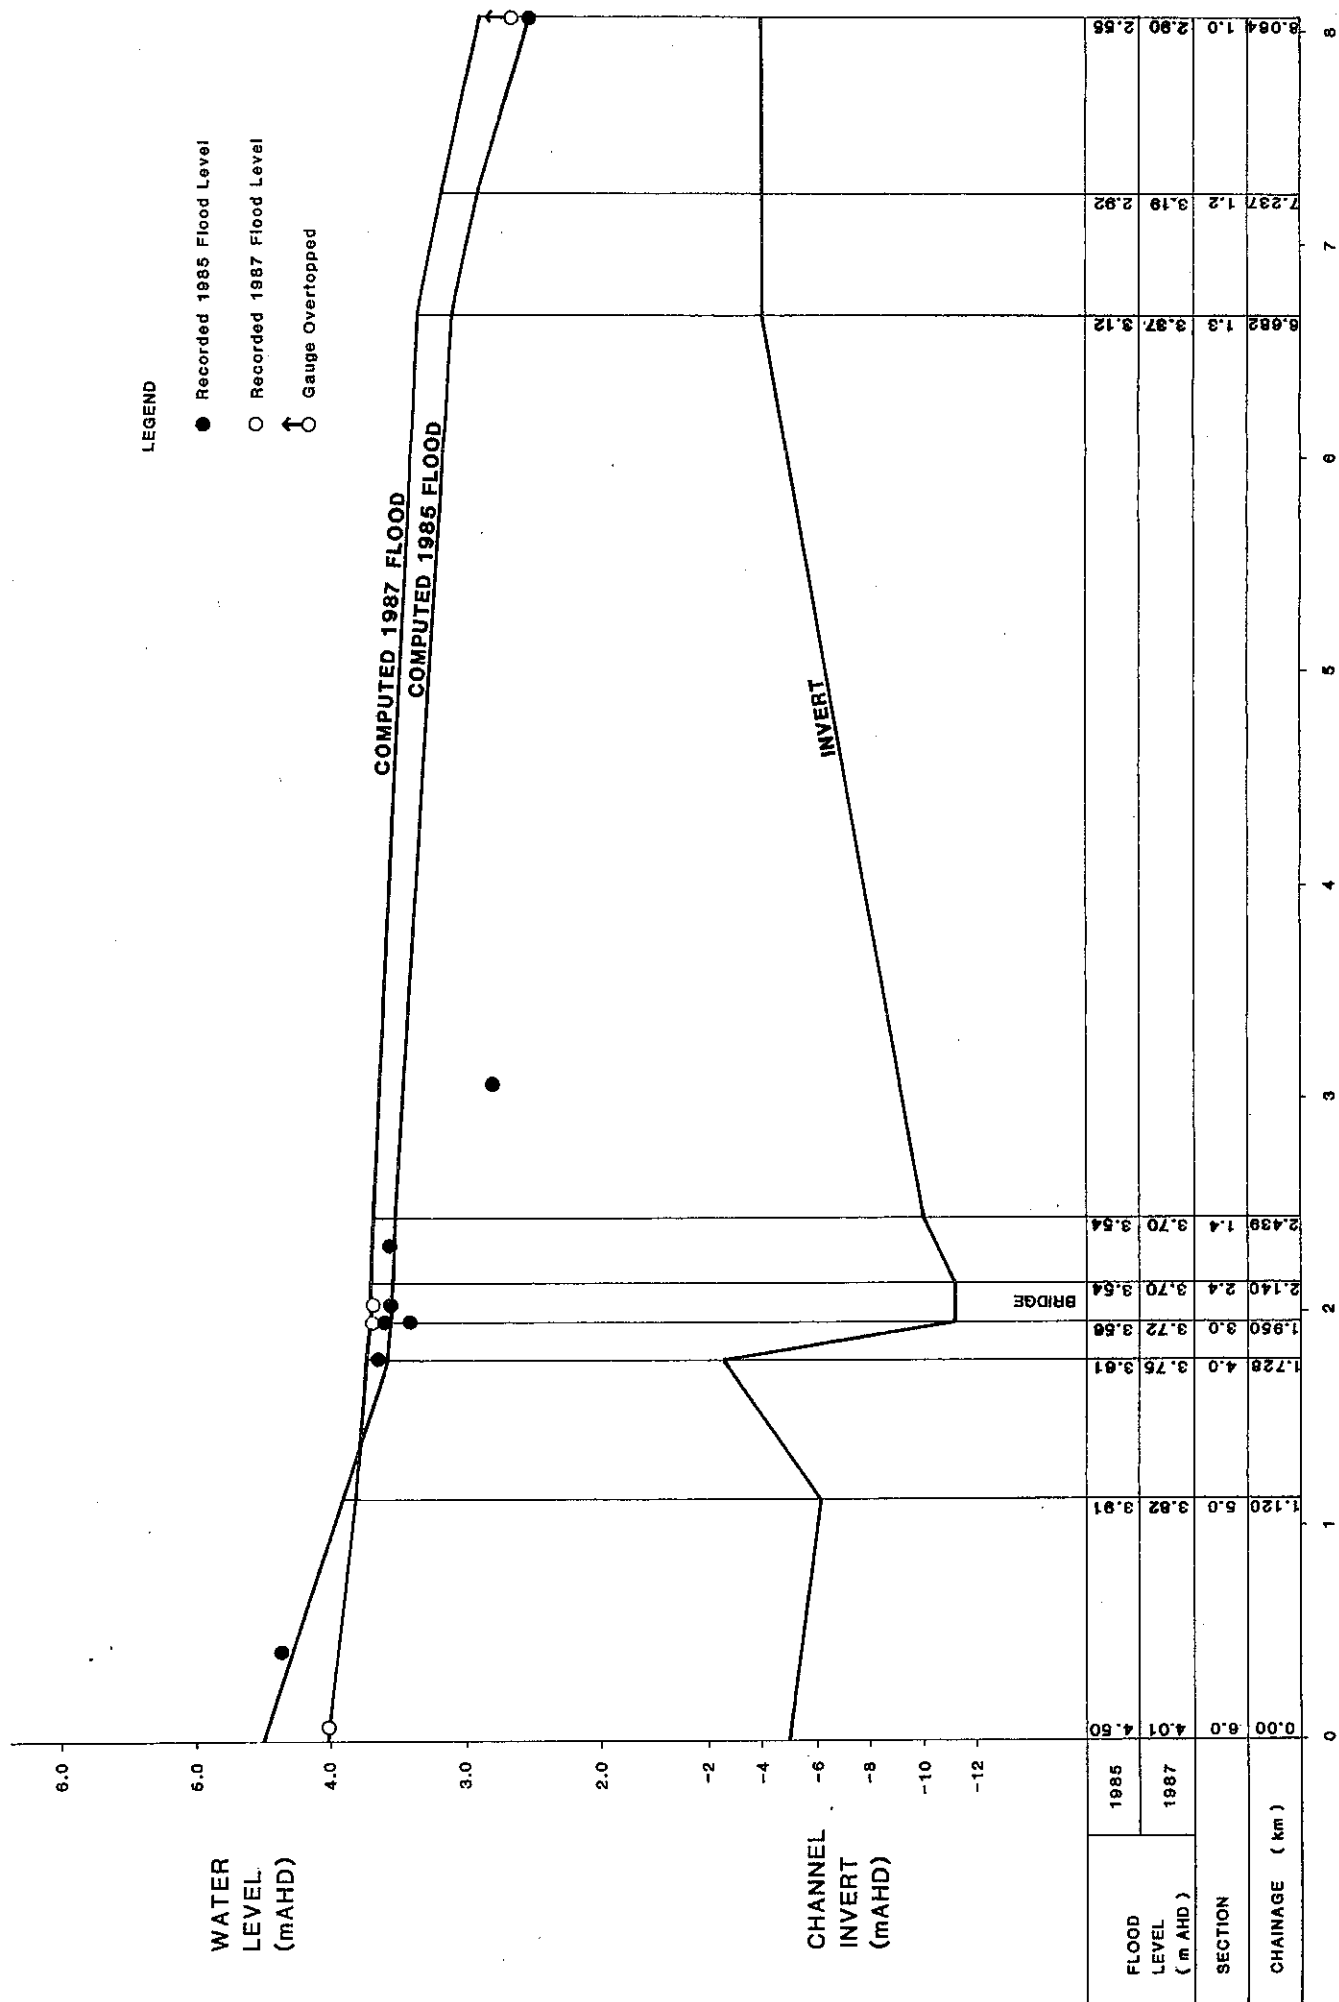 LEGEND
Recorded 1985 Flood Level
Recorded 1987 Flood Level
Gauge Overtopped
WATER
LEVEL
(mAHD)
6.0
5.0
4.0
3.0
2.0
COMPUTED 1987 FLOOD
COMPUTED 1985 FLOOD
CHANNEL
INVERT
(mAHD)
-2
-4
-6
-8
-10
-12
INVERT
BRIDGE
FLOOD
LEVEL
( m AHD )
1985
4.50 3.91 3.61 3.56 3.54 3.54 3.12 2.92 2.55
1987
4.01 3.82 3.75 3.72 3.70 3.70 3.37 3.19 2.90
SECTION
6.0 5.0 4.0 3.0 2.4 1.4 1.3 1.2 1.0
CHAINAGE ( km )
0.00 1.120 1.728 1.950 2.140 2.439 6.682 7.237 8.064
0 1 2 3 4 5 6 7 8